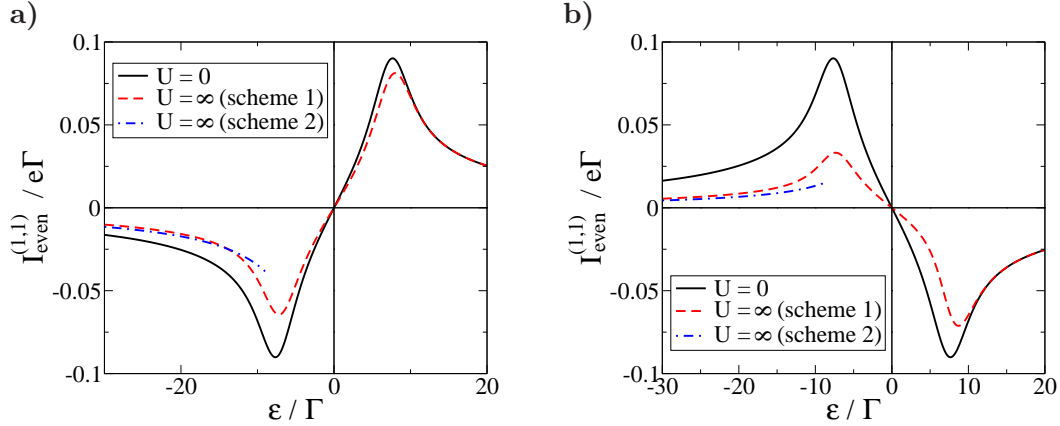 a)
0.1
0.05
0
-0.05
-0.1
I_even^(1,1) / eΓ
U = 0
U = ∞ (scheme 1)
U = ∞ (scheme 2)
-20 0 20
ε / Γ
b)
0.1
0.05
0
-0.05
-0.1
I_even^(1,1) / eΓ
U = 0
U = ∞ (scheme 1)
U = ∞ (scheme 2)
-30 -20 -10 0 10 20
ε / Γ